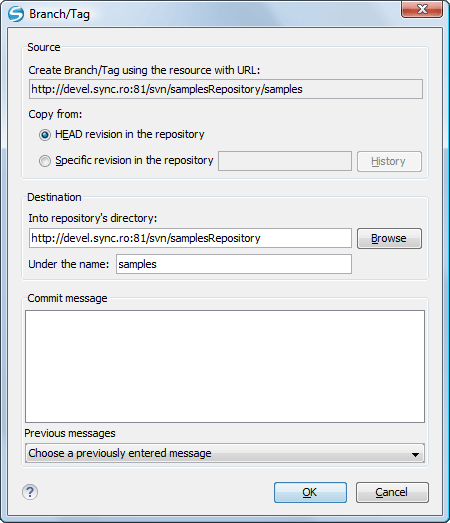 Branch/Tag
Source
Create Branch/Tag using the resource with URL:
http://devel.sync.ro:81/svn/samplesRepository/samples
Copy from:
HEAD revision in the repository
Specific revision in the repository
History
Destination
Into repository's directory:
http://devel.sync.ro:81/svn/samplesRepository
Browse
Under the name:
samples
Commit message
Previous messages
Choose a previously entered message
?
OK
Cancel